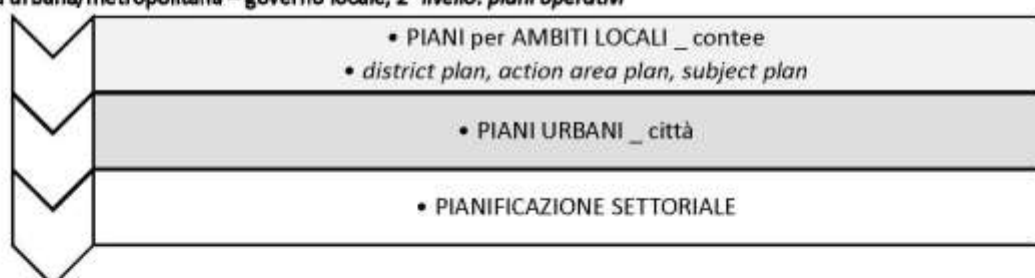 urbana/metropolitana – governo locale, 2° livello: piani operativi
• PIANI per AMBITI LOCALI _ contee
• district plan, action area plan, subject plan
• PIANI URBANI _ città
• PIANIFICAZIONE SETTORIALE